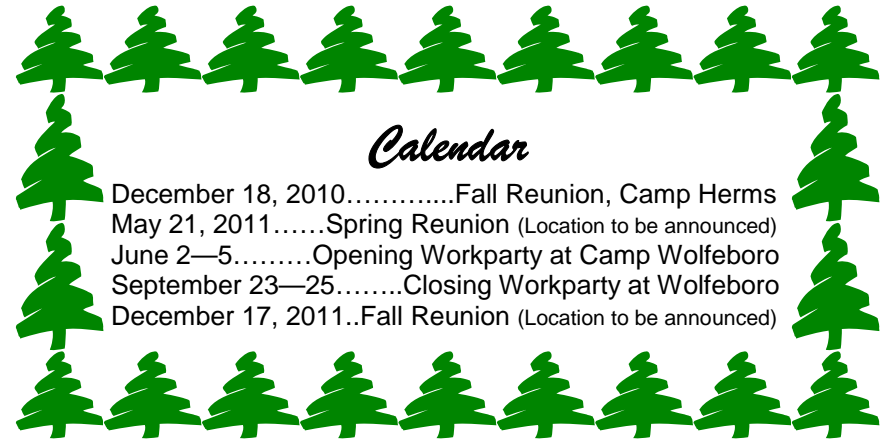 Calendar
December 18, 2010………....Fall Reunion, Camp Herms
May 21, 2011……Spring Reunion (Location to be announced)
June 2—5………Opening Workparty at Camp Wolfeboro
September 23—25……..Closing Workparty at Wolfeboro
December 17, 2011..Fall Reunion (Location to be announced)